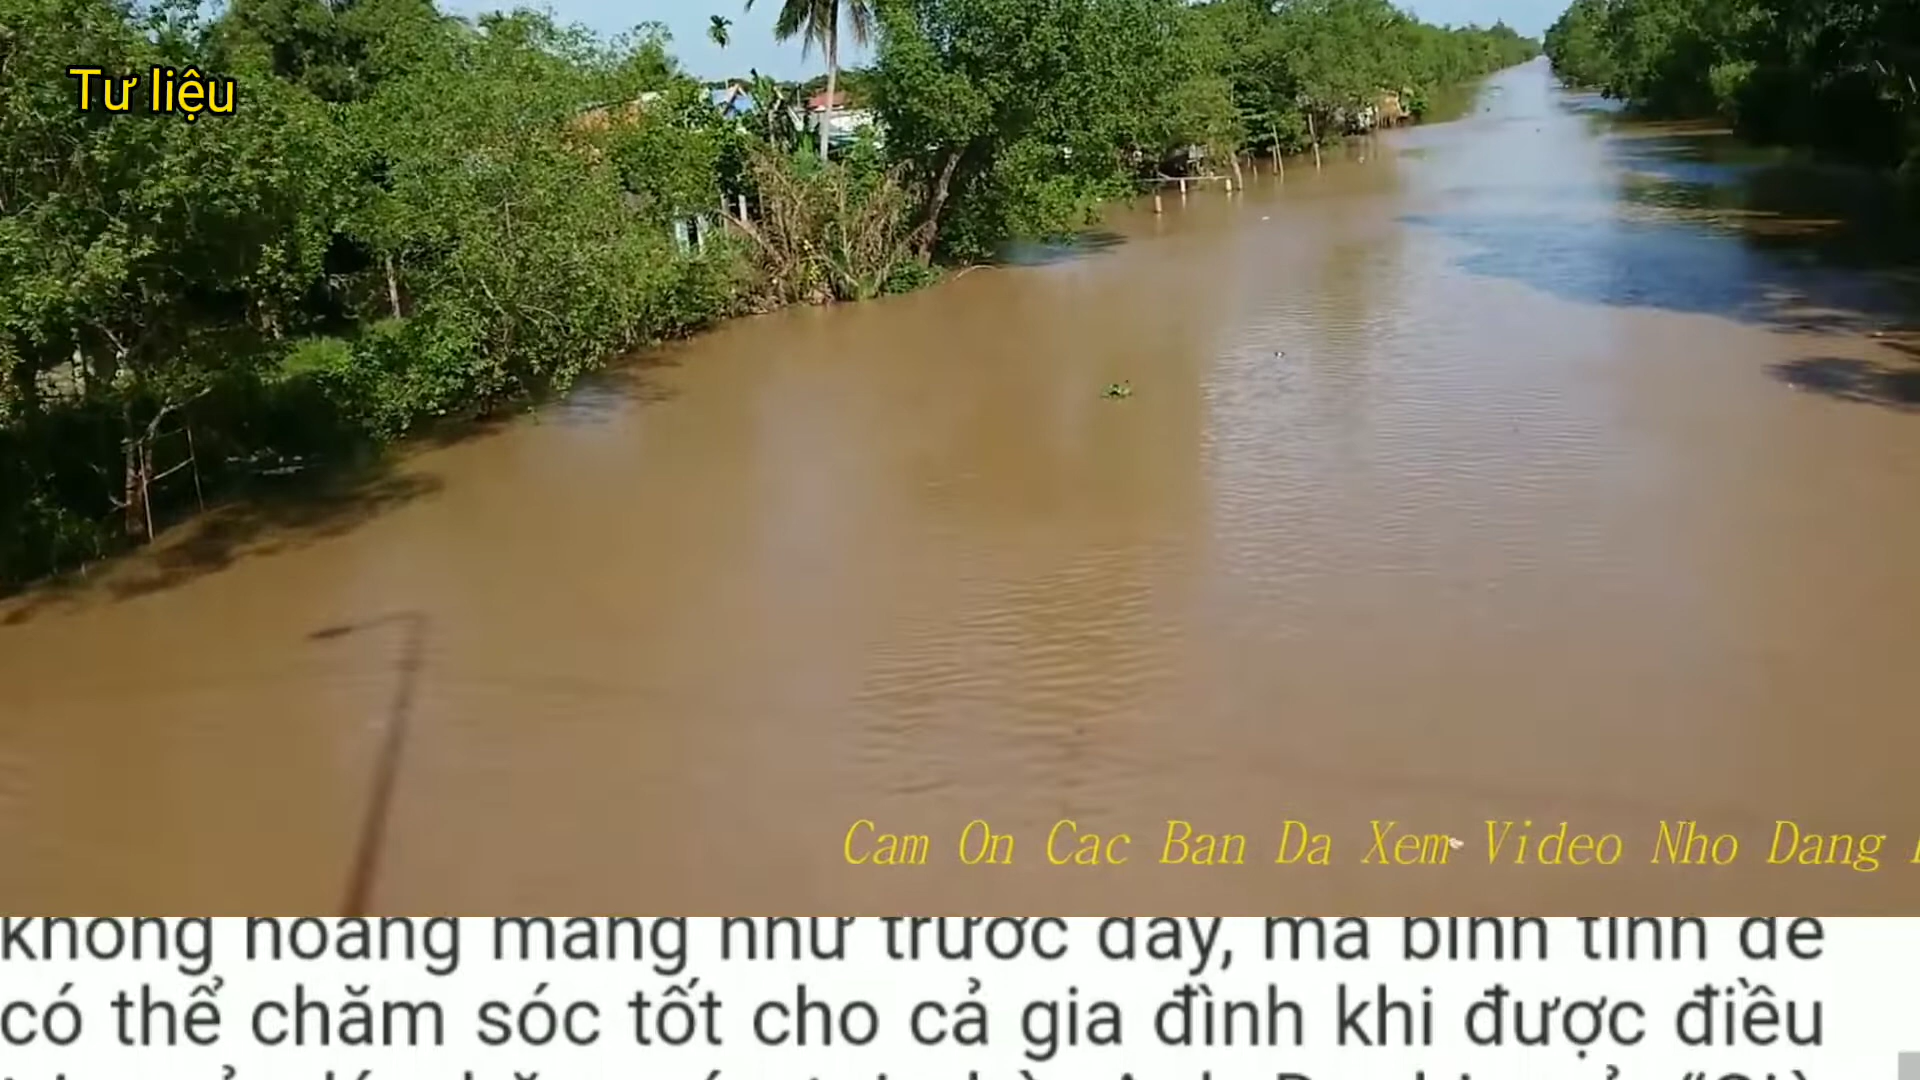 Tư liệu
Cam On Cac Ban Da Xem Video Nho Dang
không hoang mang như trước đây, mà bình tĩnh để
có thể chăm sóc tốt cho cả gia đình khi được điều